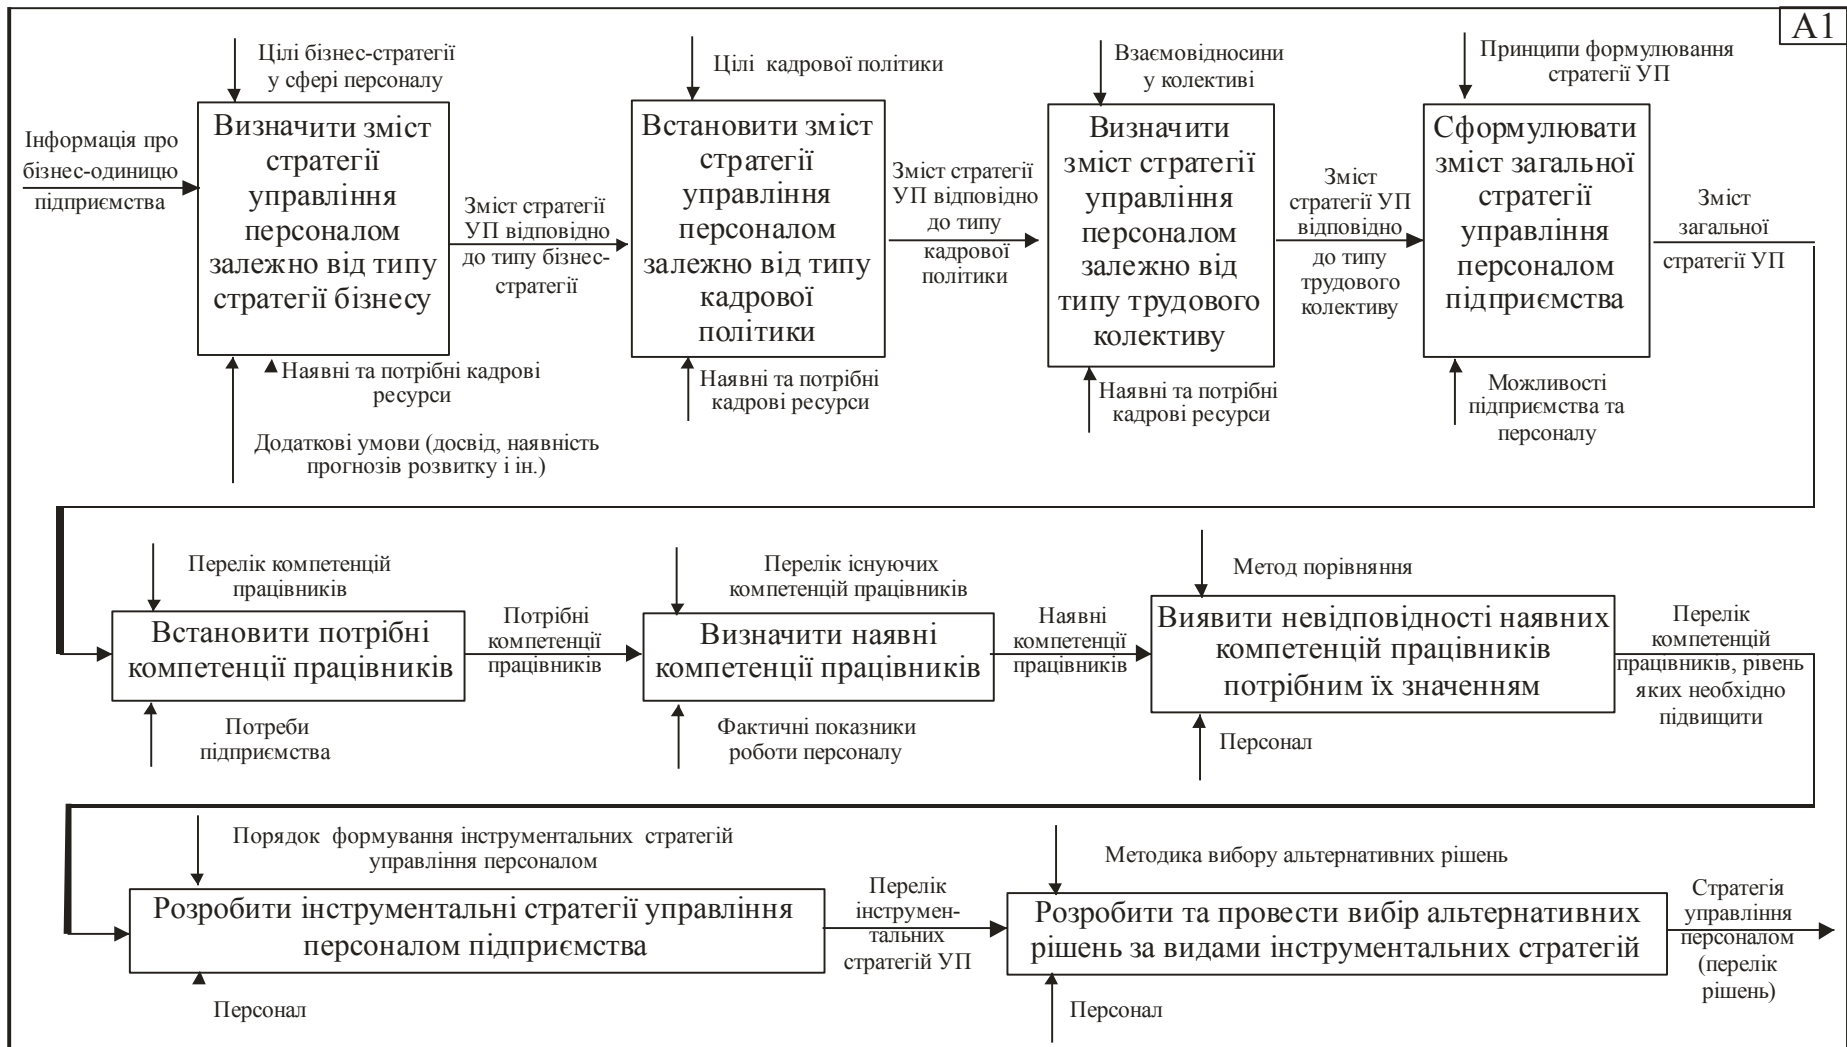 А1
Цілі бізнес-стратегії
у сфері персоналу
Інформація про
бізнес-одиницю
підприємства
Визначити зміст
стратегії
управління
персоналом
залежно від типу
стратегії бізнесу
Наявні та потрібні кадрові
ресурси
Додаткові умови (досвід, наявність
прогнозів розвитку і ін.)
Зміст стратегії
УП відповідно
до типу бізнес-
стратегії
Цілі кадрової політики
Встановити зміст
стратегії
управління
персоналом
залежно від типу
кадрової
політики
Наявні та потрібні
кадрові ресурси
Зміст стратегії
УП відповідно
до типу
кадрової
політики
Взаємовідносини
у колективі
Визначити
зміст стратегії
управління
персоналом
залежно від
типу трудового
колективу
Наявні та потрібні
кадрові ресурси
Зміст
стратегії УП
відповідно
до типу
трудового
колективу
Принципи формулювання
стратегії УП
Сформулювати
зміст загальної
стратегії
управління
персоналом
підприємства
Можливості
підприємства та
персоналу
Зміст
загальної
стратегії УП
Перелік компетенцій
працівників
Встановити потрібні
компетенції працівників
Потреби
підприємства
Потрібні
компетенції
працівників
Перелік існуючих
компетенцій працівників
Визначити наявні
компетенції працівників
Фактичні показники
роботи персоналу
Наявні
компетенції
працівників
Метод порівняння
Виявити невідповідності наявних
компетенцій працівників
потрібним їх значенням
Персонал
Перелік
компетенцій
працівників, рівень
яких необхідно
підвищити
Порядок формування інструментальних стратегій
управління персоналом
Розробити інструментальні стратегії управління
персоналом підприємства
Персонал
Перелік
інструмен-
тальних
стратегій УП
Методика вибору альтернативних рішень
Розробити та провести вибір альтернативних
рішень за видами інструментальних стратегій
Персонал
Стратегія
управління
персоналом
(перелік
рішень)